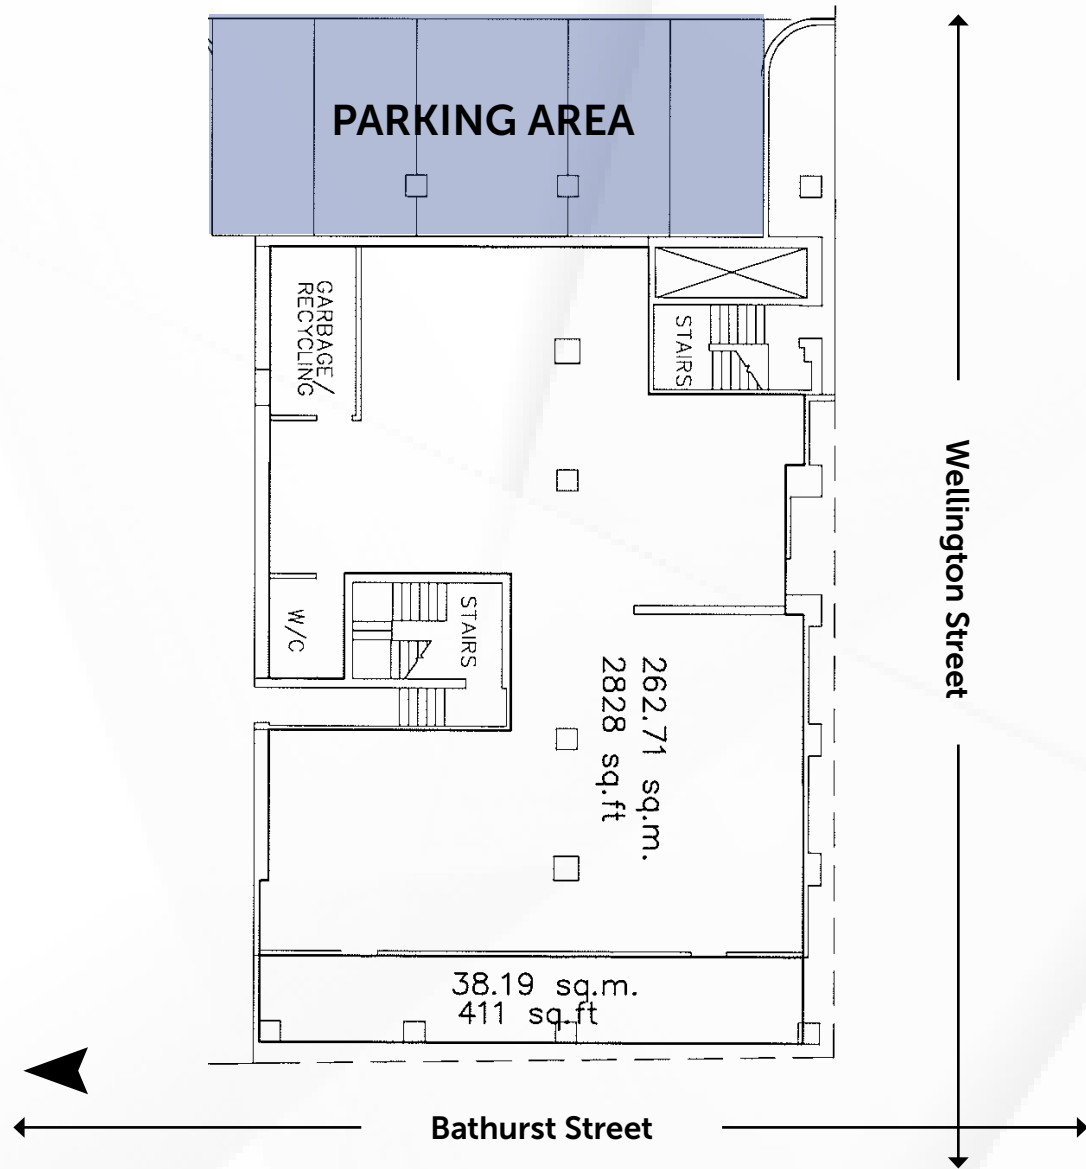 PARKING AREA
GARBAGE/
RECYCLING
STAIRS
Wellington Street
W/C
STAIRS
262.71 sq.m.
2828 sq.ft
38.19 sq.m.
411 sq.ft
Bathurst Street